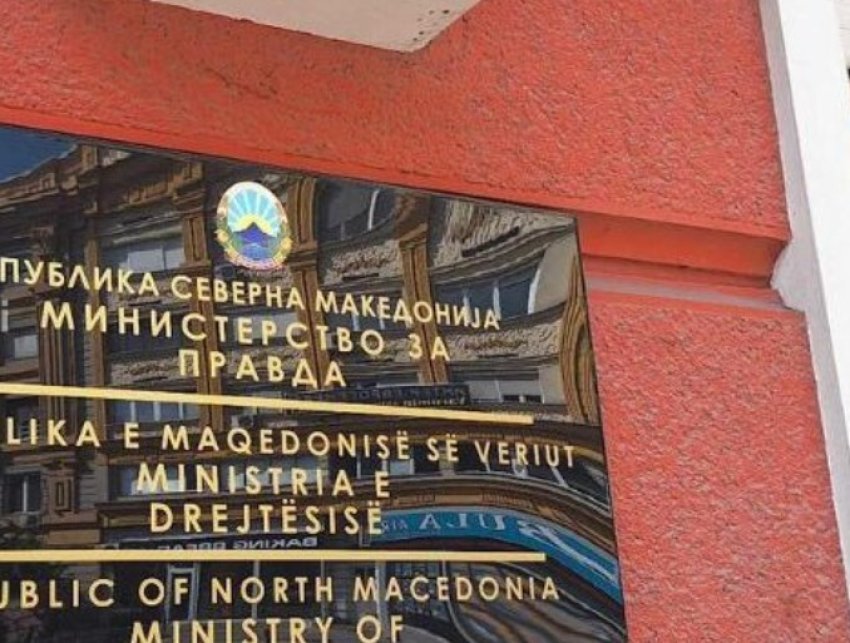 ПУБЛИКА СЕВЕРНА МАКЕДОНИЈА
МИНИСТЕРСТВО ЗА
ПРАВДА
LIKA E MAQEDONISË SË VERIUT
MINISTRIA E
DREJTËSISË
UBLIC OF NORTH MACEDONIA
MINISTRY OF